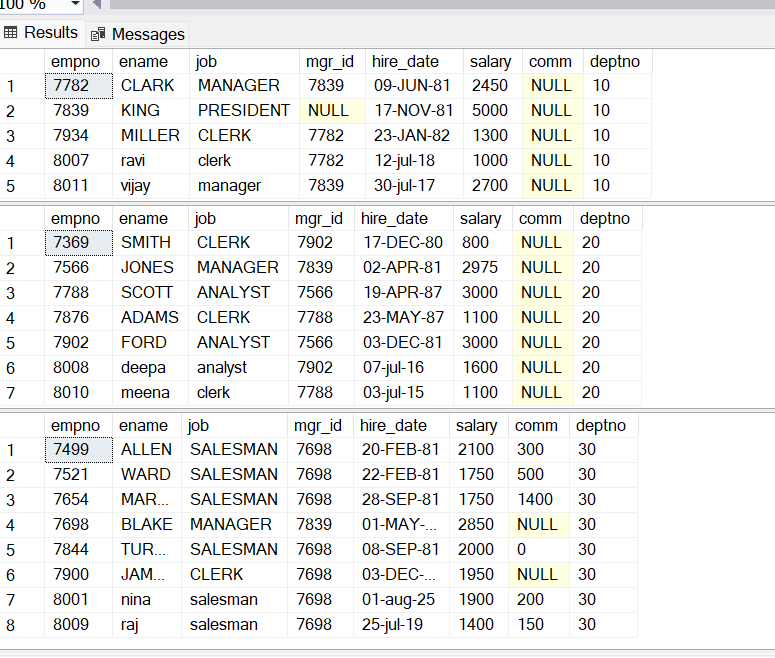 100 %
Results Messages
empno ename job mgr_id hire_date salary comm deptno
1 7782 CLARK MANAGER 7839 09-JUN-81 2450 NULL 10
2 7839 KING PRESIDENT NULL 17-NOV-81 5000 NULL 10
3 7934 MILLER CLERK 7782 23-JAN-82 1300 NULL 10
4 8007 ravi clerk 7782 12-jul-18 1000 NULL 10
5 8011 vijay manager 7839 30-jul-17 2700 NULL 10
empno ename job mgr_id hire_date salary comm deptno
1 7369 SMITH CLERK 7902 17-DEC-80 800 NULL 20
2 7566 JONES MANAGER 7839 02-APR-81 2975 NULL 20
3 7788 SCOTT ANALYST 7566 19-APR-87 3000 NULL 20
4 7876 ADAMS CLERK 7788 23-MAY-87 1100 NULL 20
5 7902 FORD ANALYST 7566 03-DEC-81 3000 NULL 20
6 8008 deepa analyst 7902 07-jul-16 1600 NULL 20
7 8010 meena clerk 7788 03-jul-15 1100 NULL 20
empno ename job mgr_id hire_date salary comm deptno
1 7499 ALLEN SALESMAN 7698 20-FEB-81 2100 300 30
2 7521 WARD SALESMAN 7698 22-FEB-81 1750 500 30
3 7654 MAR... SALESMAN 7698 28-SEP-81 1750 1400 30
4 7698 BLAKE MANAGER 7839 01-MAY-... 2850 NULL 30
5 7844 TUR... SALESMAN 7698 08-SEP-81 2000 0 30
6 7900 JAM... CLERK 7698 03-DEC-... 1950 NULL 30
7 8001 nina salesman 7698 01-aug-25 1900 200 30
8 8009 raj salesman 7698 25-jul-19 1400 150 30